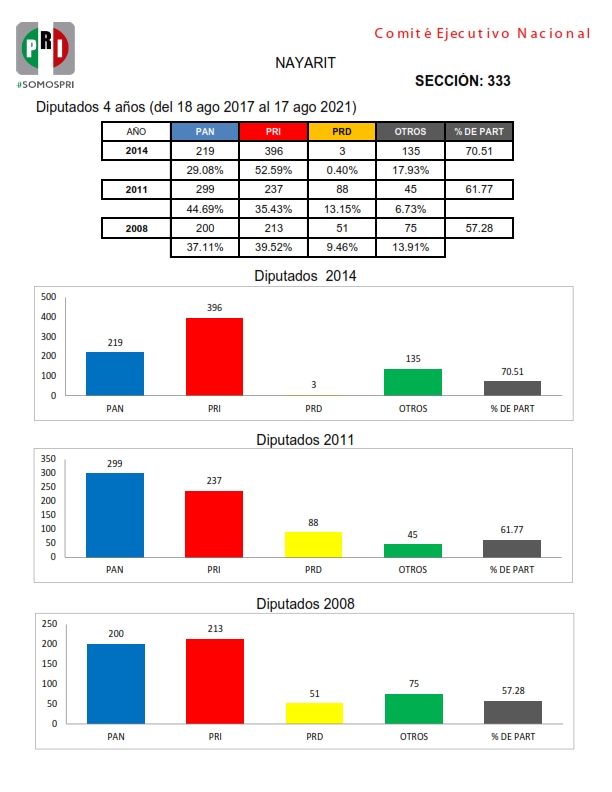 Comité Ejecutivo Nacional
PRI
#SOMOSPRI
NAYARIT
SECCIÓN: 333
Diputados 4 años (del 18 ago 2017 al 17 ago 2021)
AÑO PAN PRI PRD OTROS % DE PART
2014 219 396 3 135 70.51
29.08% 52.59% 0.40% 17.93%
2011 299 237 88 45 61.77
44.69% 35.43% 13.15% 6.73%
2008 200 213 51 75 57.28
37.11% 39.52% 9.46% 13.91%
Diputados 2014
500
400
300
200
100
0
219 396 3 135 70.51
PAN PRI PRD OTROS % DE PART
Diputados 2011
350
300
250
200
150
100
50
0
299 237 88 45 61.77
PAN PRI PRD OTROS % DE PART
Diputados 2008
250
200
150
100
50
0
200 213 51 75 57.28
PAN PRI PRD OTROS % DE PART